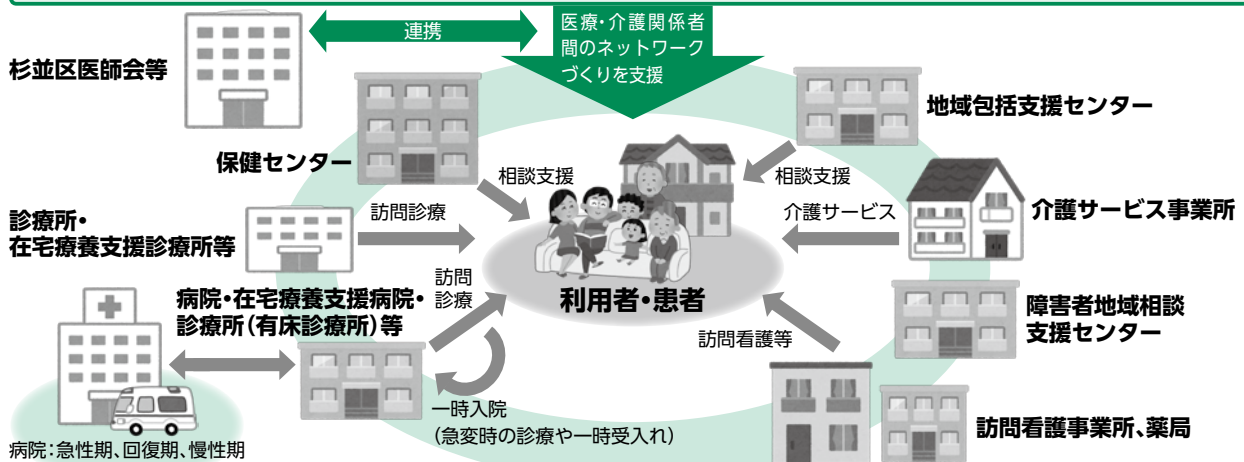 連携
医療・介護関係者
間のネットワーク
づくりを支援
杉並区医師会等
地域包括支援センター
保健センター
相談支援
相談支援
診療所・
在宅療養支援診療所等
訪問診療
介護サービス
介護サービス事業所
訪問
診療
病院・在宅療養支援病院・
診療所(有床診療所)等
利用者・患者
障害者地域相談
支援センター
訪問看護等
一時入院
(急変時の診療や一時受入れ)
訪問看護事業所、薬局
病院:急性期、回復期、慢性期